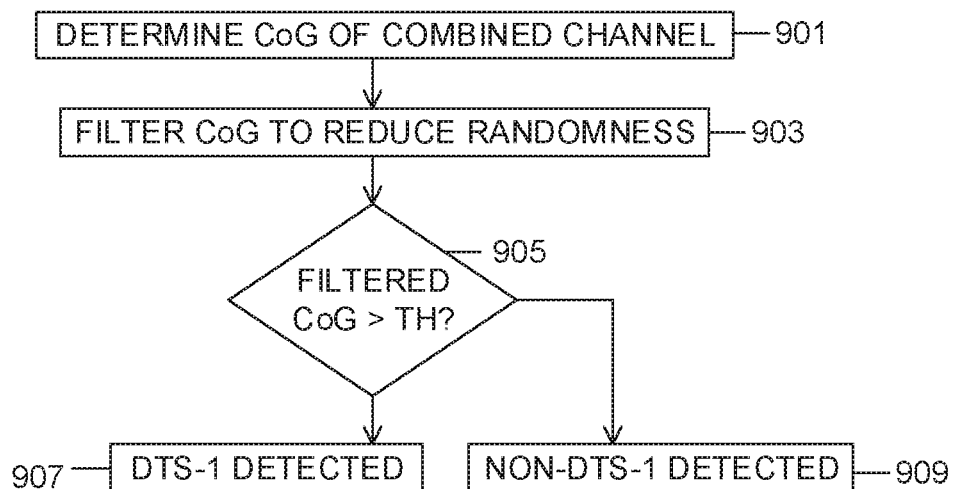 DETERMINE CoG OF COMBINED CHANNEL
901
FILTER CoG TO REDUCE RANDOMNESS
903
905
FILTERED
CoG > TH?
907
DTS-1 DETECTED
NON-DTS-1 DETECTED
909